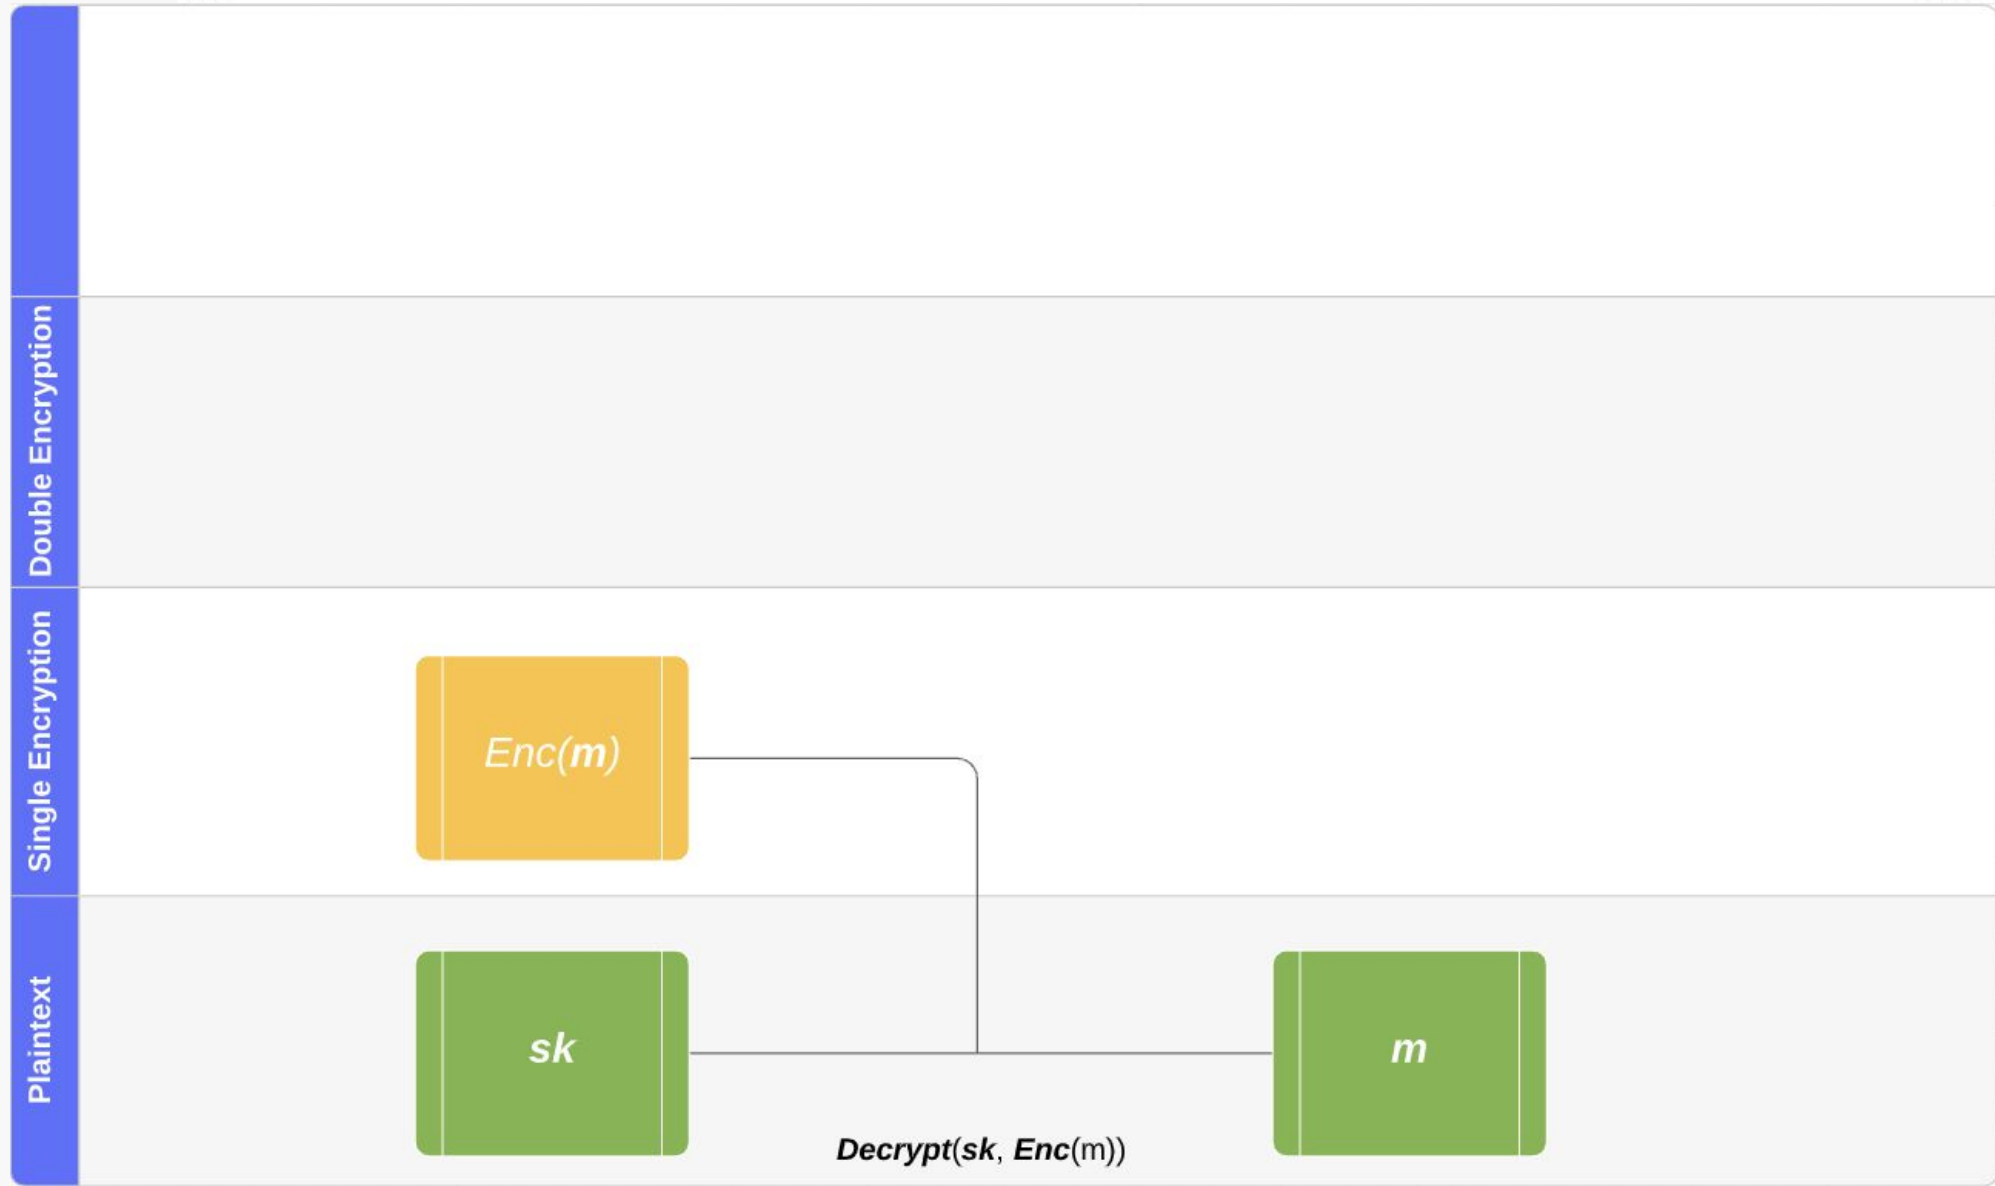 Double Encryption
Single Encryption
Enc(m)
Plaintext
sk
m
Decrypt(sk, Enc(m))